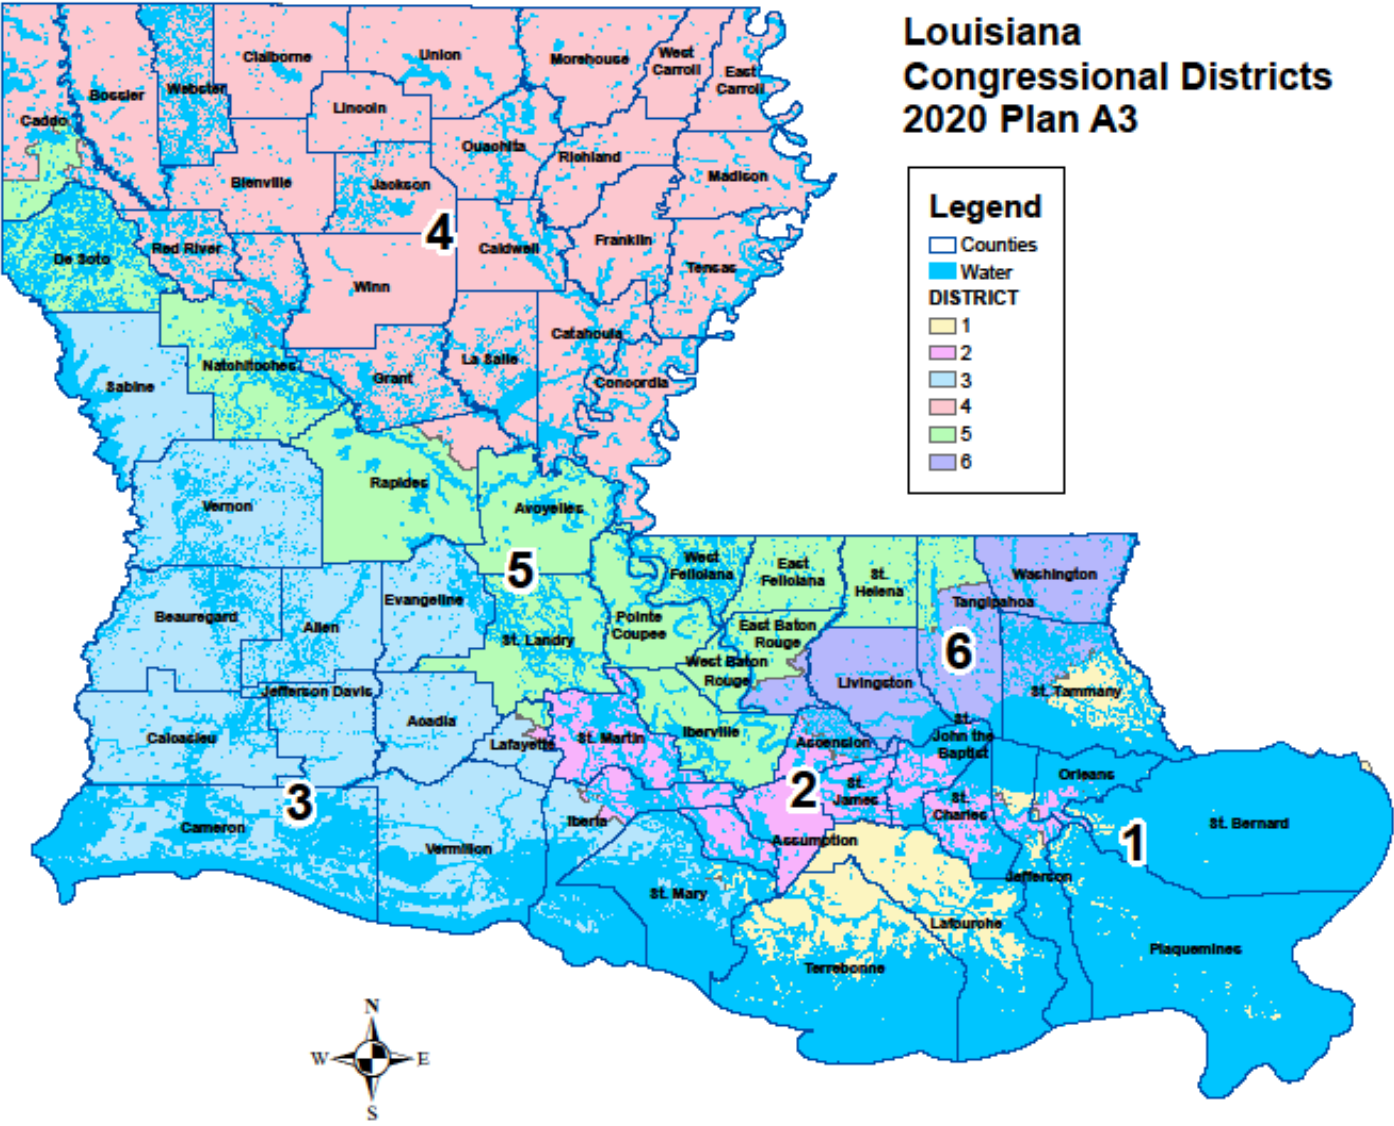 Louisiana
Congressional Districts
2020 Plan A3
Legend
Counties
Water
DISTRICT
1
2
3
4
5
6
Claiborne
Union
Morehouse
West
Carroll
East
Carroll
Bossier
Webster
Lincoln
Caddo
Ouachita
Richland
Madison
Bienville
Jackson
4
Caldwell
Franklin
De Soto
Red River
Tensas
Winn
Catahoula
La Salle
Natchitoches
Grant
Concordia
Sabine
Rapides
Avoyelles
Vernon
5
West
Feliciana
East
Feliciana
St.
Helena
Washington
Tangipahoa
Beauregard
Allen
Evangeline
Pointe
Coupee
East Baton
Rouge
St. Landry
6
West Baton
Rouge
Livingston
St. Tammany
Jefferson Davis
Acadia
Calcasieu
Lafayette
St. Martin
Iberville
Ascension
St.
John the
Baptist
Orleans
3
2
St.
James
St.
Charles
Cameron
Iberia
St. Bernard
1
Vermilion
Assumption
Jefferson
St. Mary
Lafourche
Plaquemines
Terrebonne
N
W
E
S